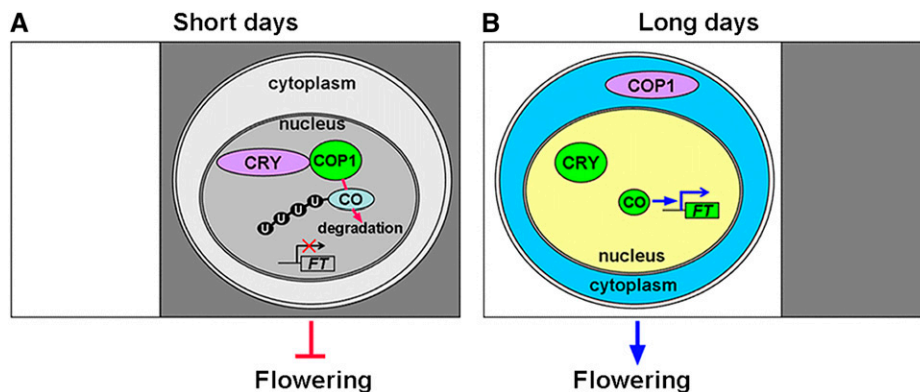 A Short days
cytoplasm
nucleus
CRY COP1
U U U U CO
degradation
FT
Flowering
B Long days
COP1
CRY
CO FT
nucleus
cytoplasm
Flowering